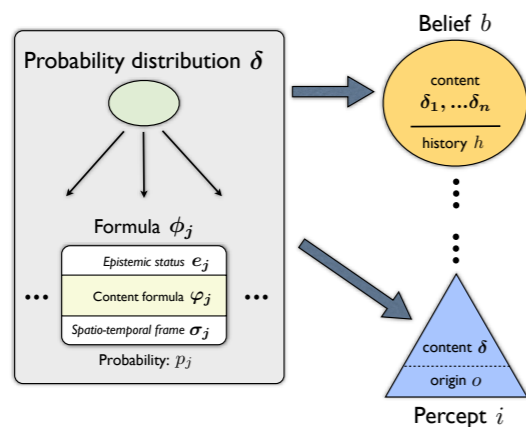 Probability distribution δ
Formula ϕj
Epistemic status ej
... Content formula φj ...
Spatio-temporal frame σj
Probability: pj
Belief b
content
δ1, ...δn
history h
content δ
origin o
Percept i